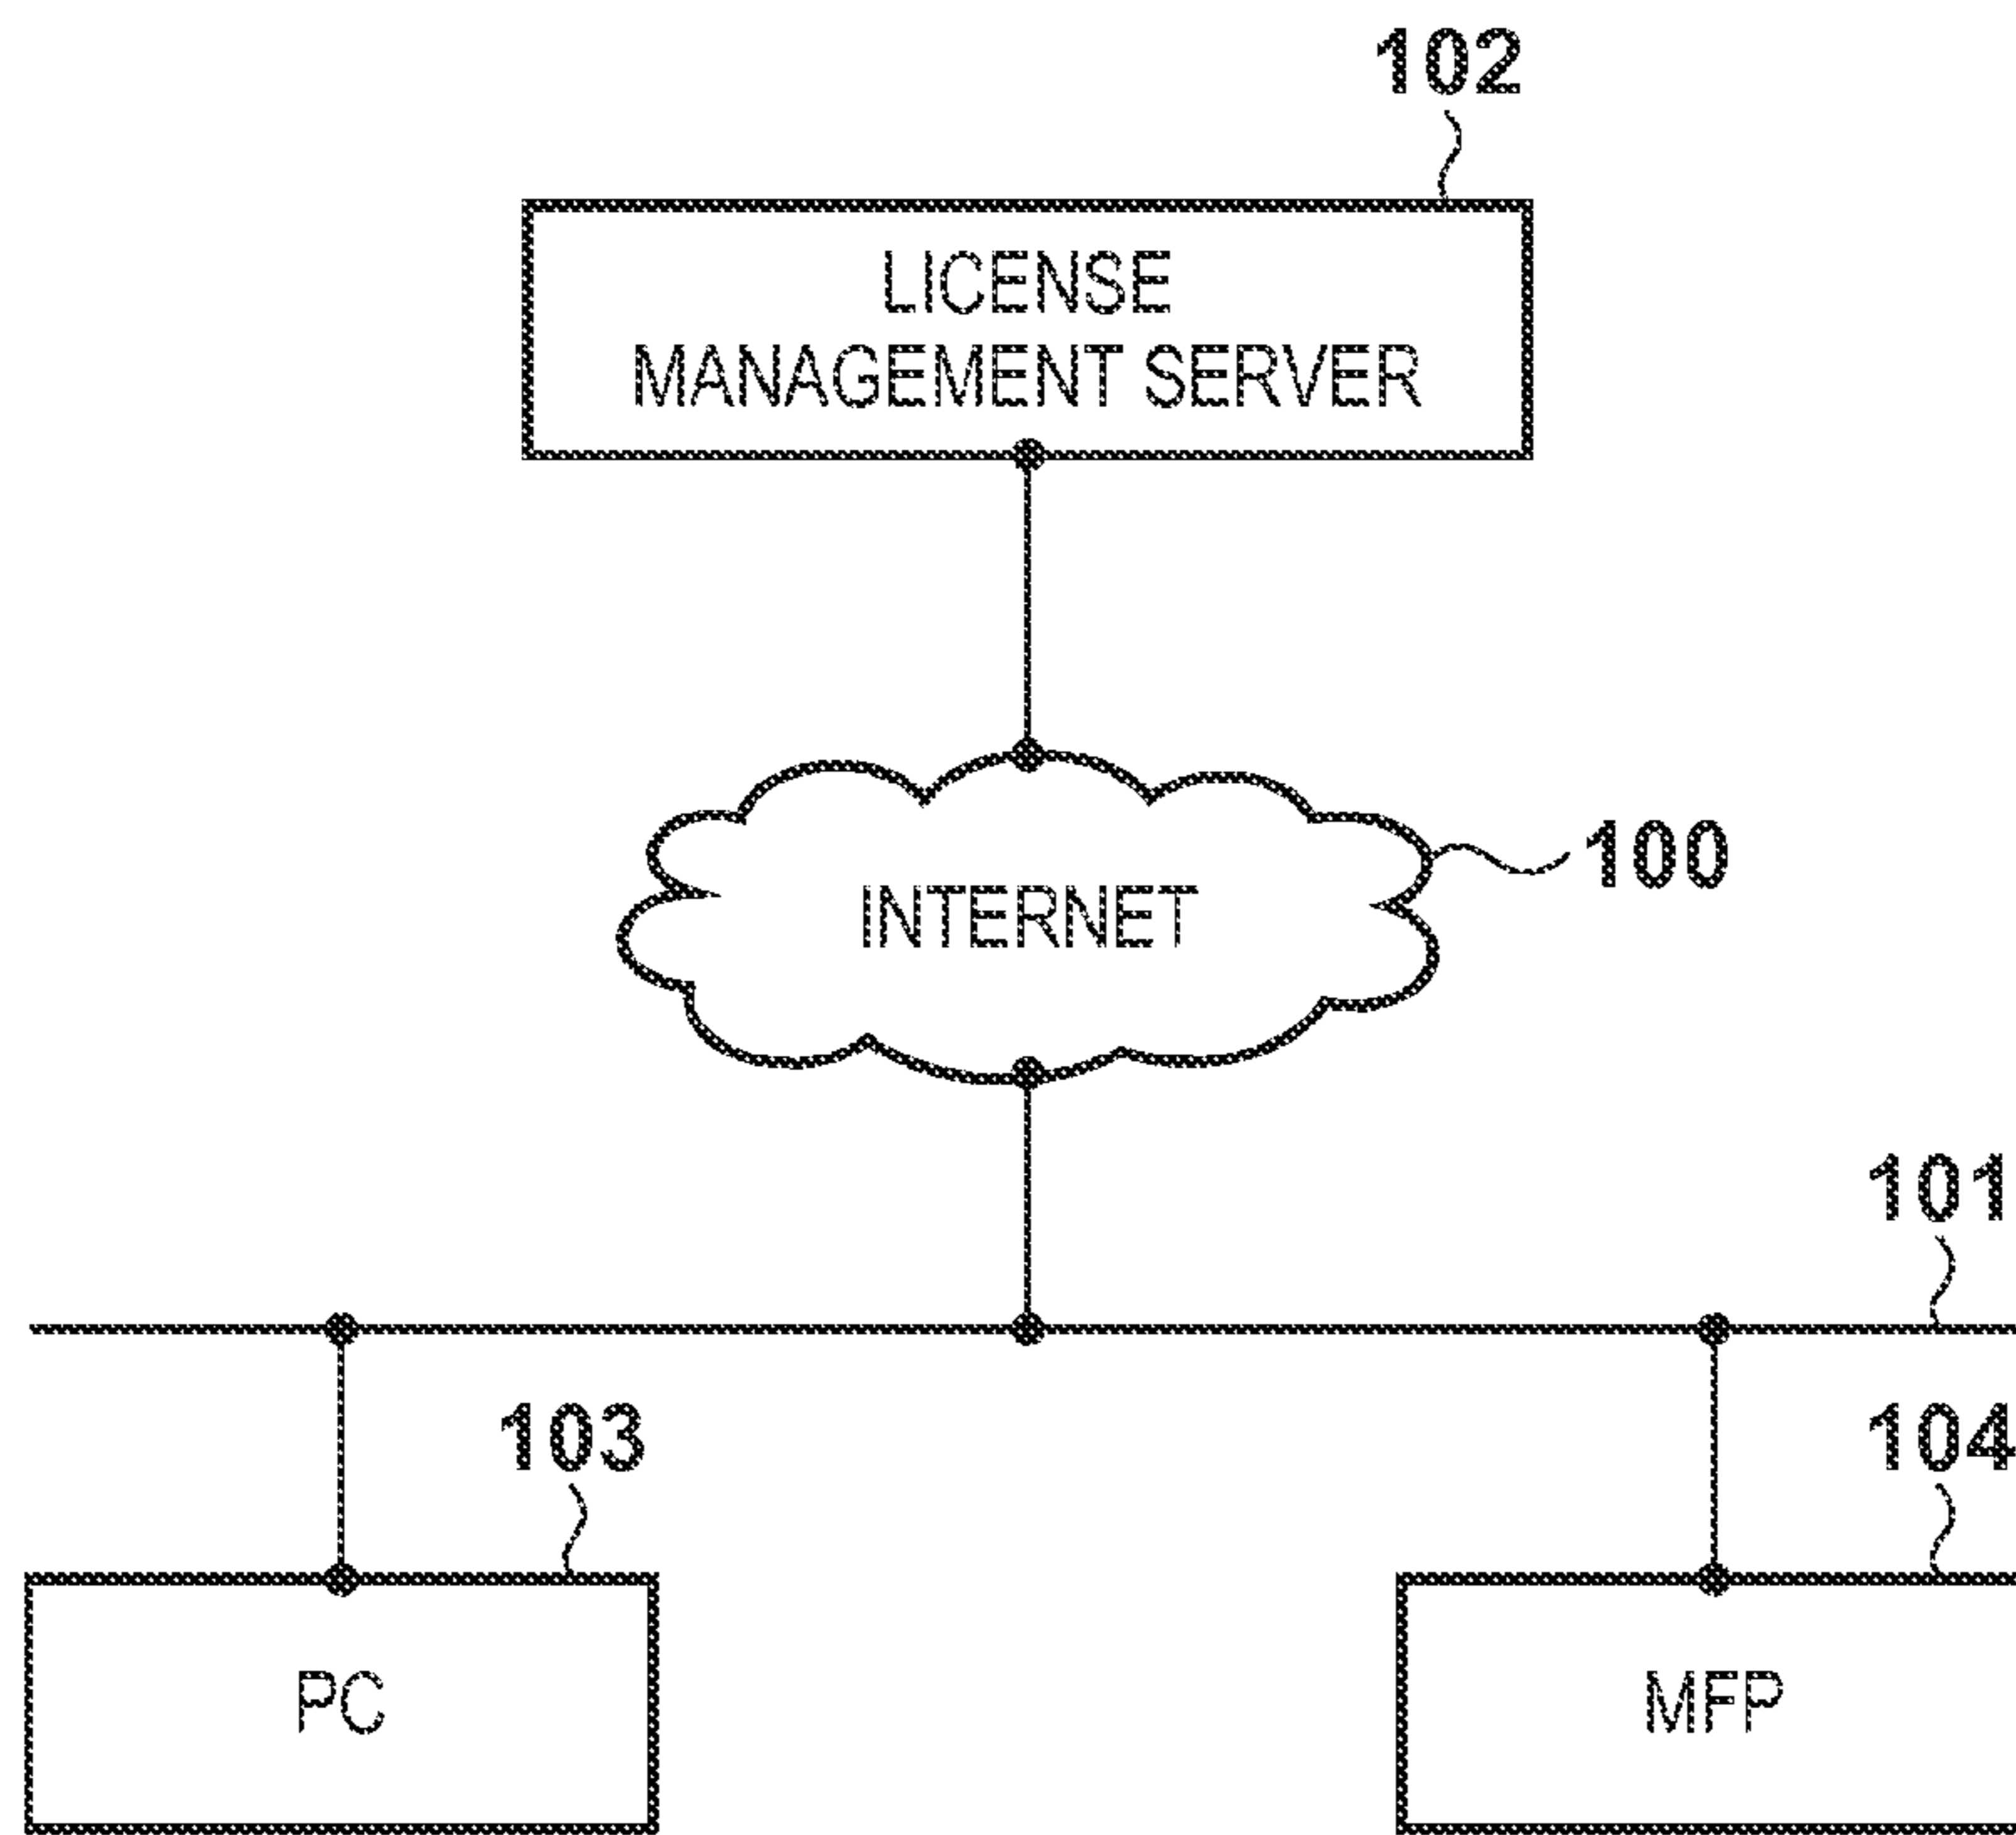 102
LICENSE
MANAGEMENT SERVER
100
INTERNET
101
103
104
PC
MFP